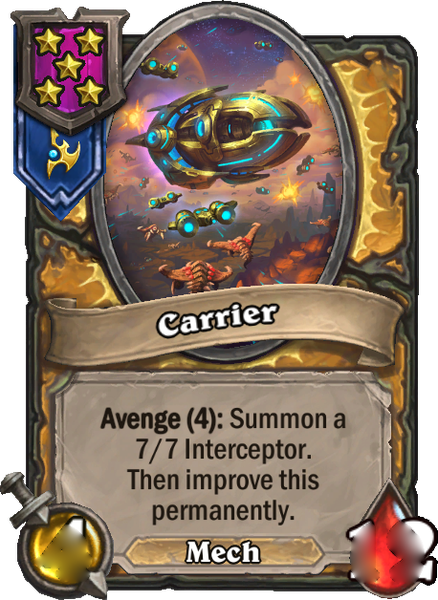 Carrier
Avenge (4): Summon a
7/7 Interceptor.
Then improve this
permanently.
Mech